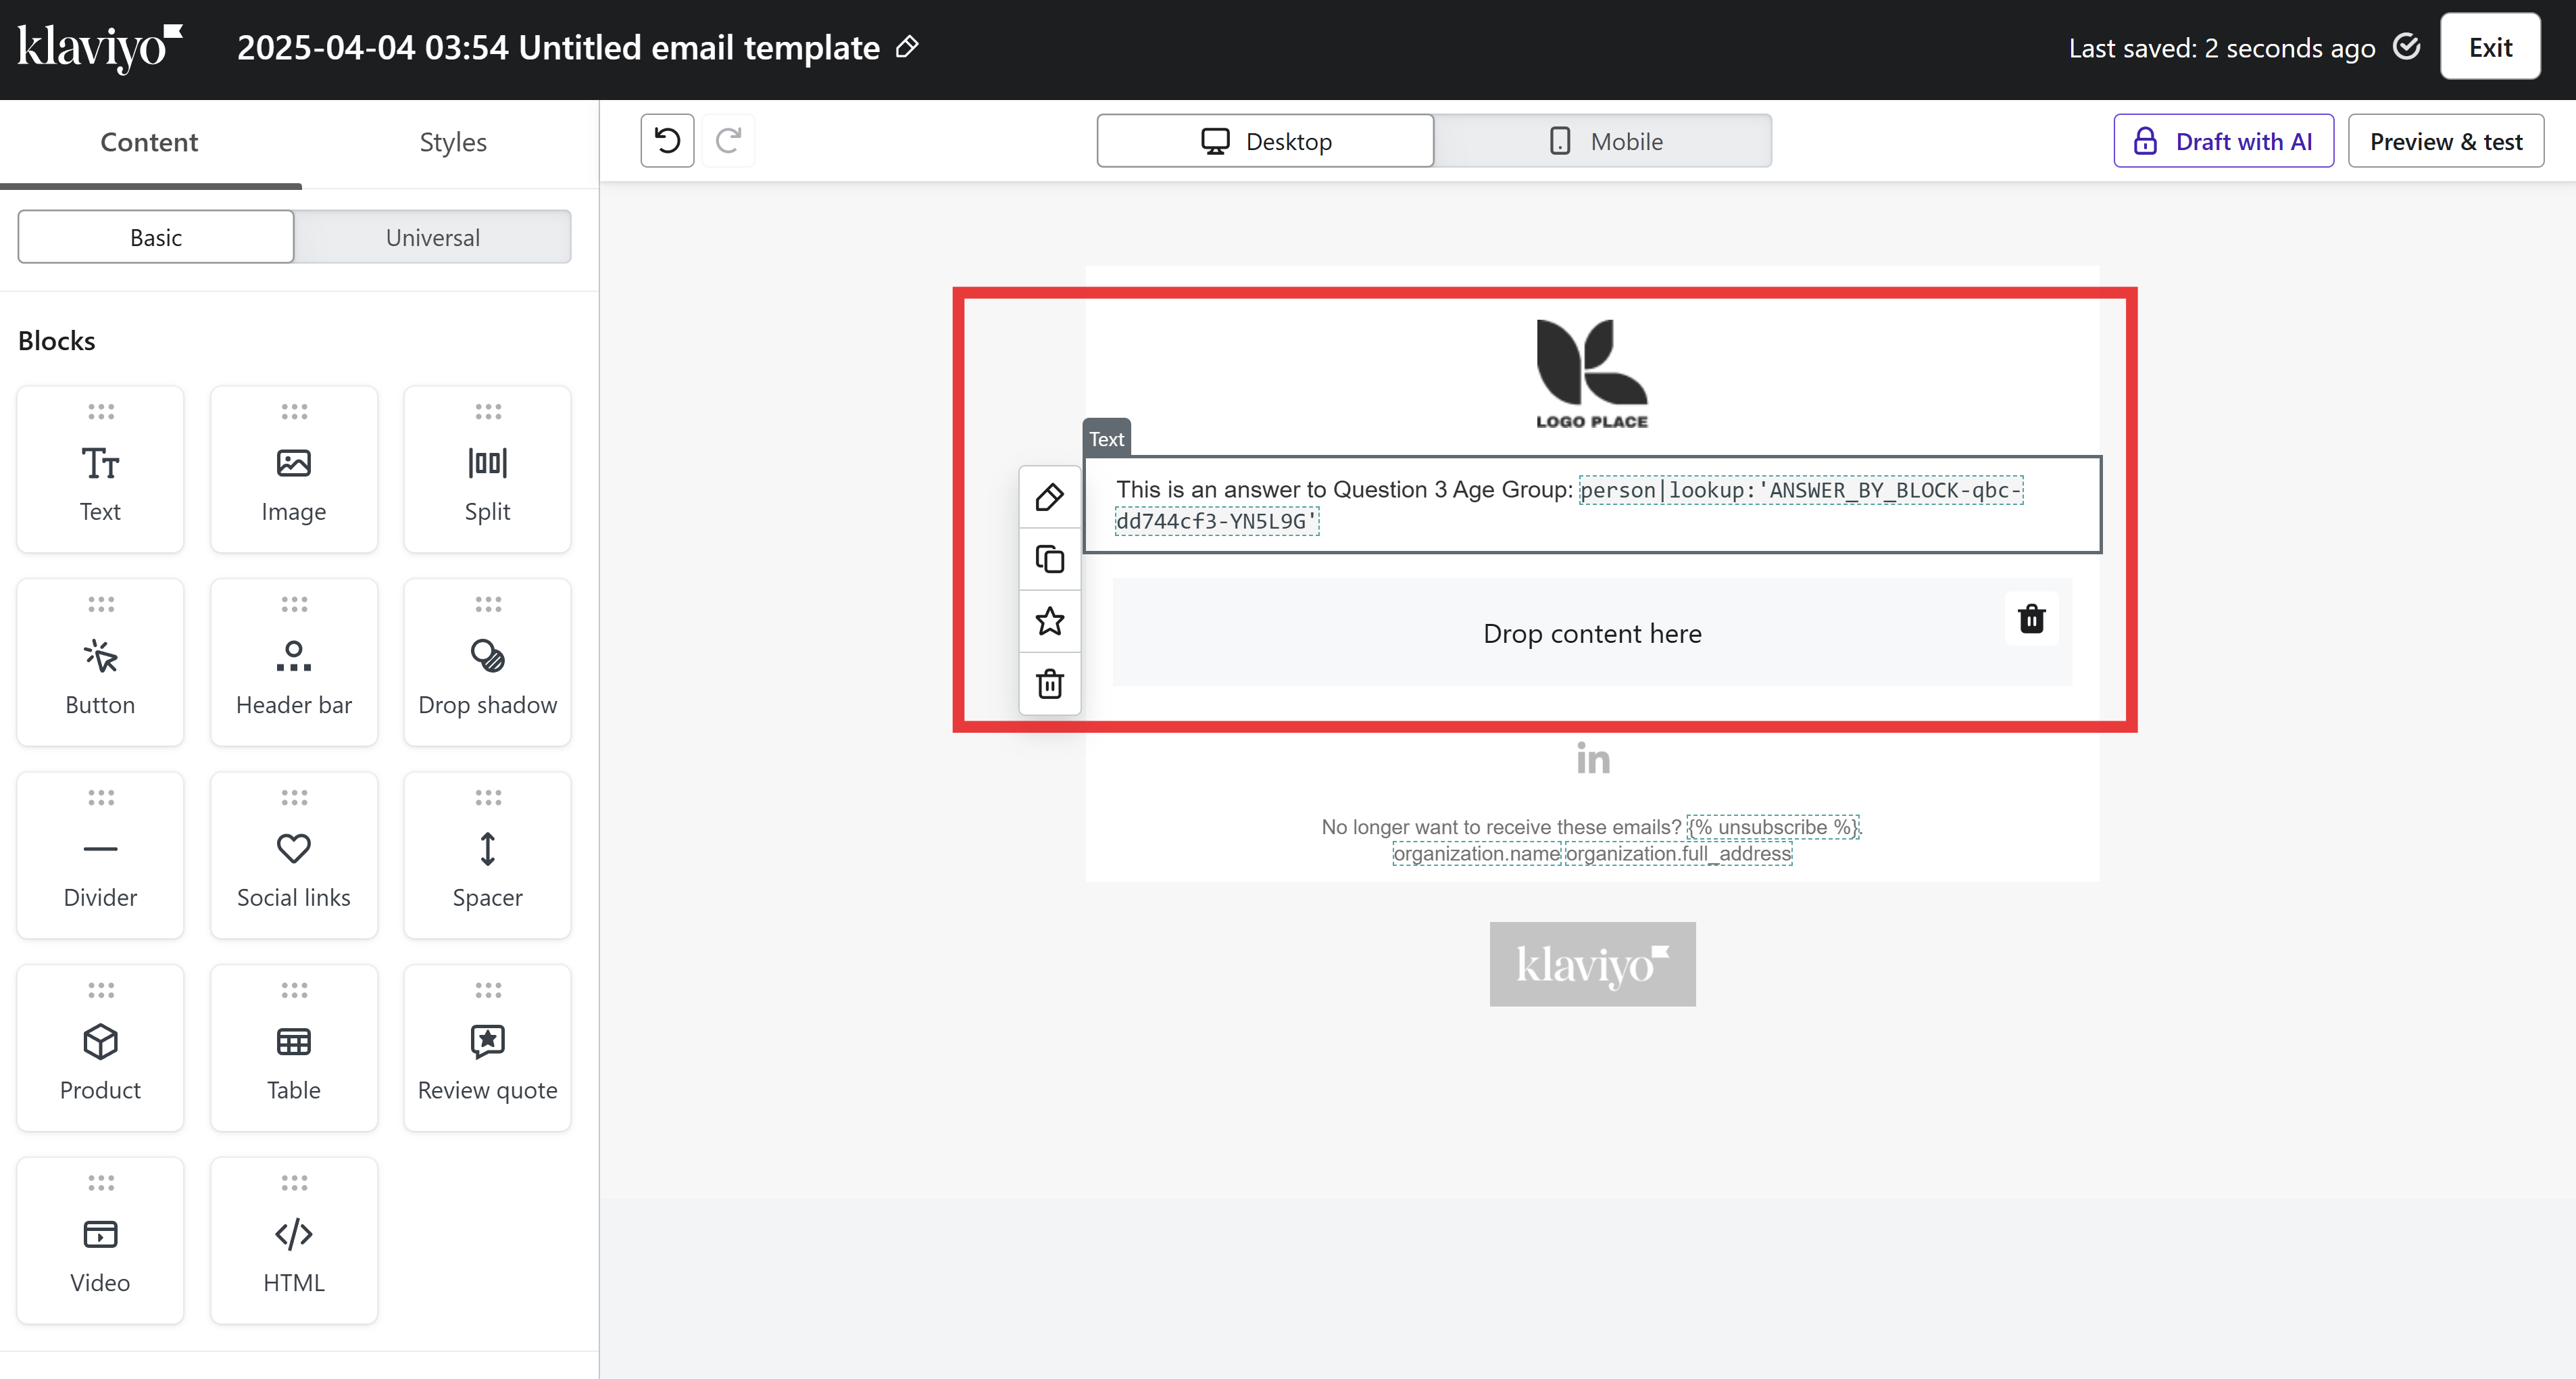 klaviyo
2025-04-04 03:54 Untitled email template
Last saved: 2 seconds ago
Exit
Content
Styles
Desktop
Mobile
Draft with AI
Preview & test
Basic
Universal
Blocks
Text
Image
Split
Button
Header bar
Drop shadow
Divider
Social links
Spacer
Product
Table
Review quote
Video
HTML
LOGO PLACE
Text
This is an answer to Question 3 Age Group: person|lookup:'ANSWER_BY_BLOCK-qbc-
dd744cf3-YN5L9G'
Drop content here
in
No longer want to receive these emails? {% unsubscribe %}.
organization.name organization.full_address
klaviyo